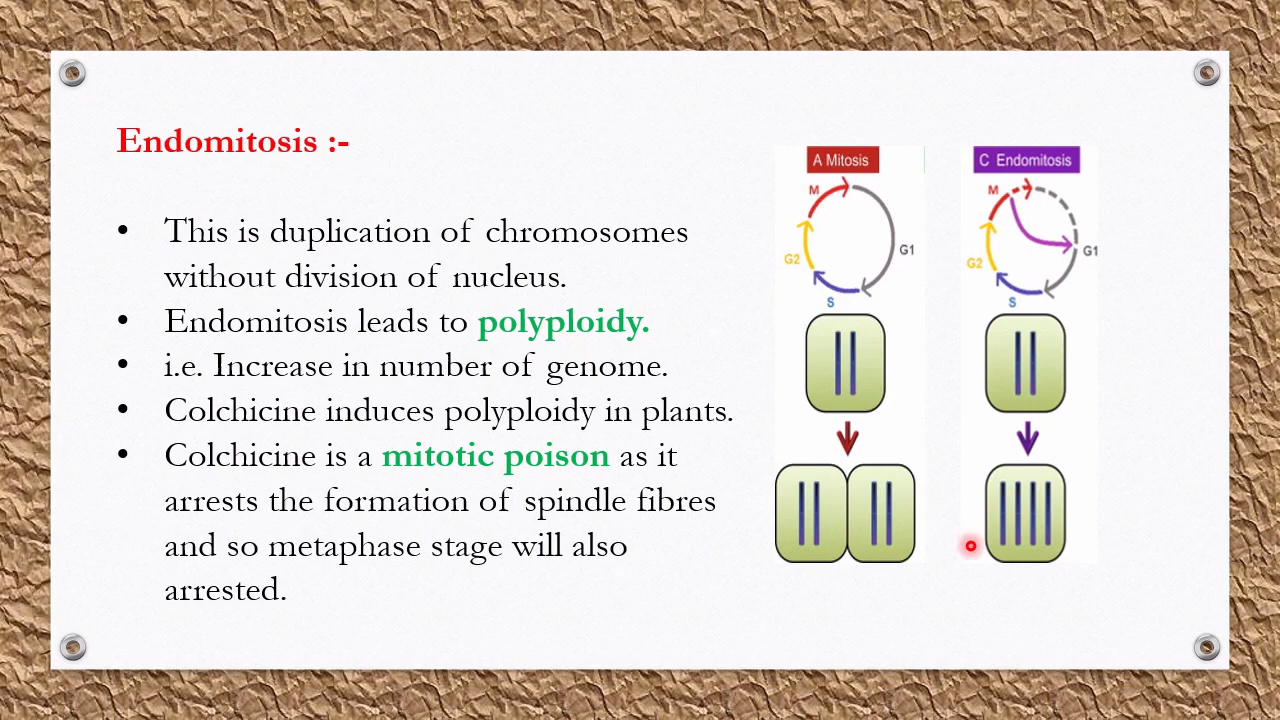 Endomitosis :-
• This is duplication of chromosomes
without division of nucleus.
• Endomitosis leads to polyploidy.
• i.e. Increase in number of genome.
• Colchicine induces polyploidy in plants.
• Colchicine is a mitotic poison as it
arrests the formation of spindle fibres
and so metaphase stage will also
arrested.
A Mitosis
M
G1
G2
S
C Endomitosis
M
G1
G2
S